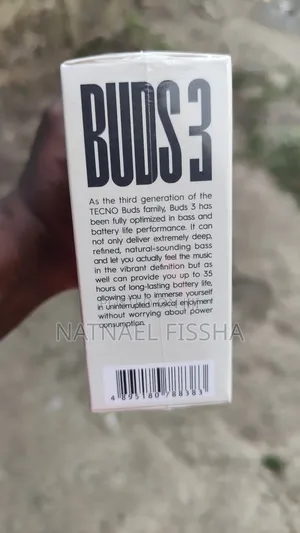 BUDS 3
As the third generation of the
TECNO Buds family, Buds 3 has
been fully optimized in bass and
battery life performance. It can
not only deliver extremely deep,
refined, natural-sounding bass
and let you actually feel the music
in the vibrant definition but as
well can provide you up to 35
hours of long-lasting battery life,
allowing you to immerse yourself
in uninterrupted musical enjoyment
without worrying about power
consumption.
NATNAEL FISSHA
4 895180 788383